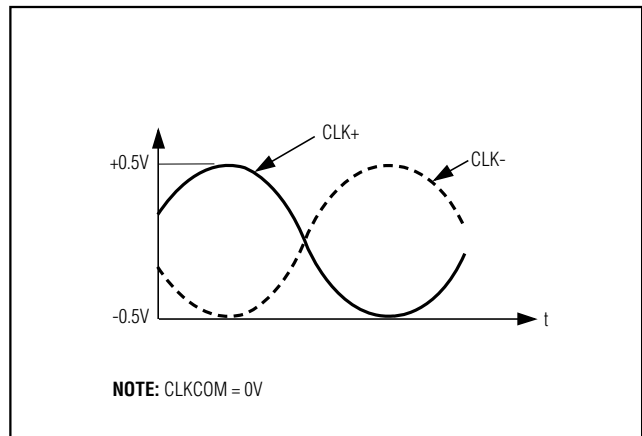 CLK+
+0.5V
CLK-
-0.5V
t
NOTE: CLKCOM = 0V